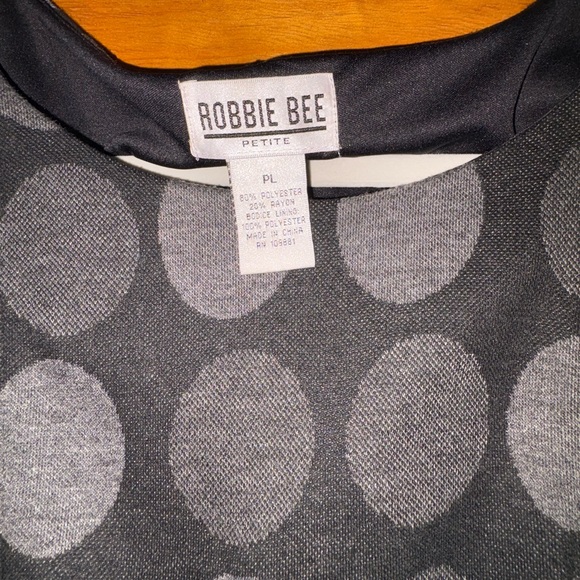 ROBBIE BEE
PETITE
PL
80% POLYESTER
20% RAYON
BODICE LINING:
100% POLYESTER
MADE IN CHINA
RN 109881